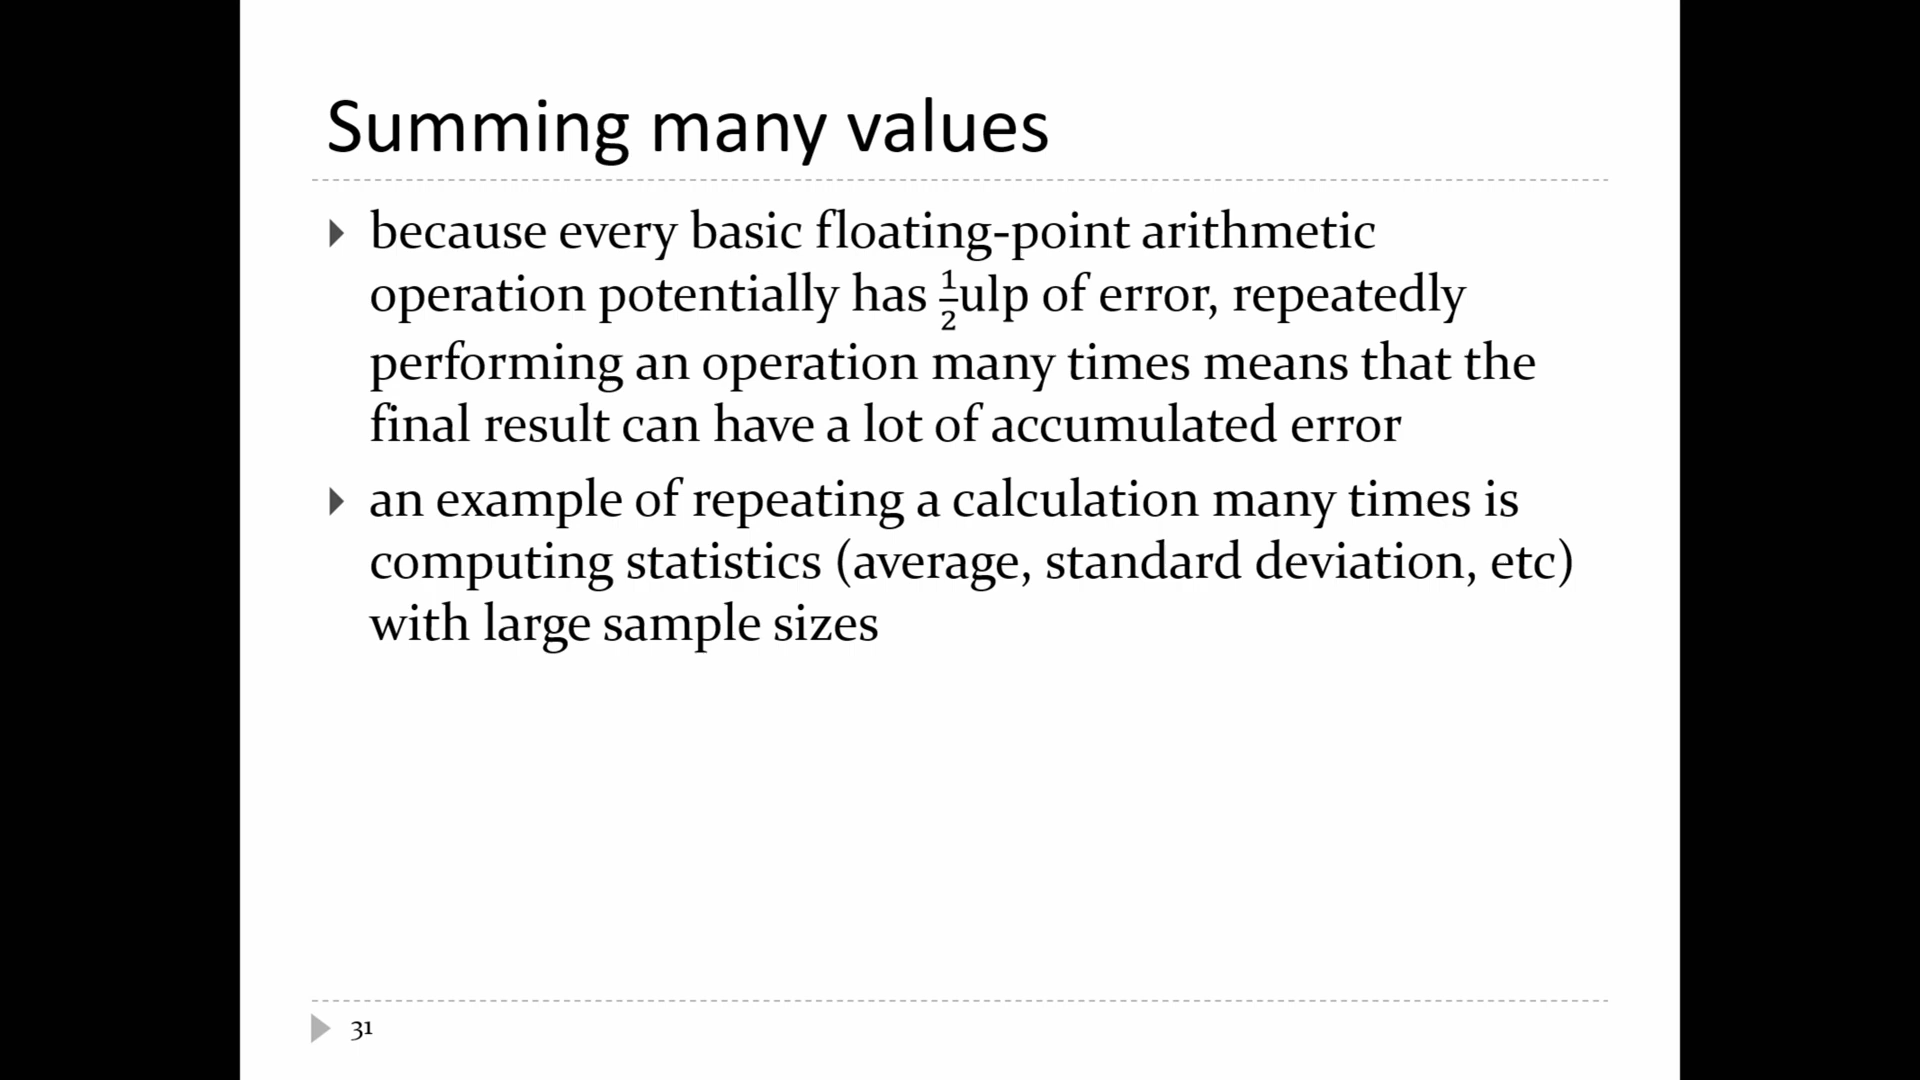 Summing many values
because every basic floating-point arithmetic
operation potentially has ½ulp of error, repeatedly
performing an operation many times means that the
final result can have a lot of accumulated error
an example of repeating a calculation many times is
computing statistics (average, standard deviation, etc)
with large sample sizes
31